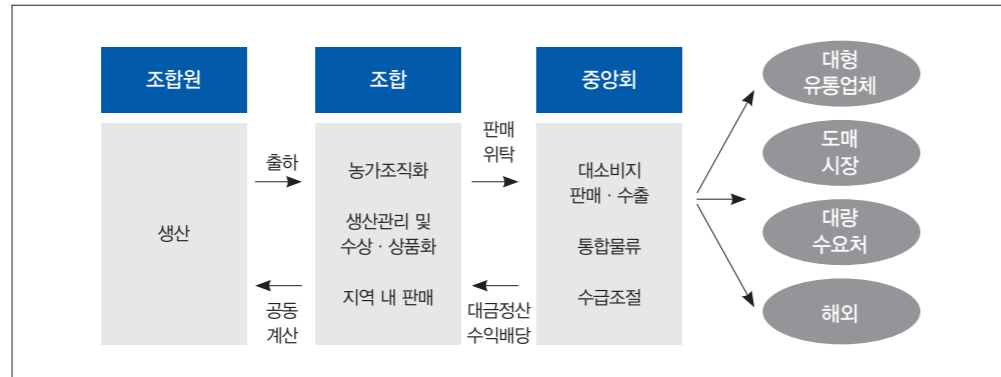 조합원
조합
중앙회
생산
출하
공동
계산
농가조직화
생산관리 및
수상 · 상품화
지역 내 판매
판매
위탁
대금정산
수익배당
대소비지
판매 · 수출
통합물류
수급조절
대형
유통업체
도매
시장
대량
수요처
해외